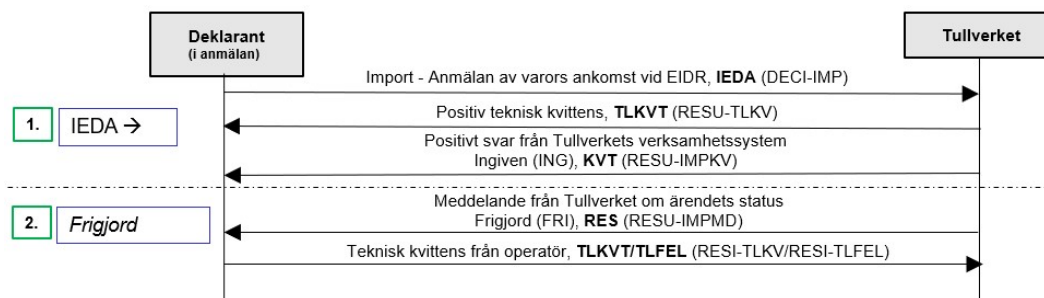 Deklarant
(i anmälan)
Tullverket
Import - Anmälan av varors ankomst vid EIDR, IEDA (DECI-IMP)
1.
IEDA →
Positiv teknisk kvittens, TLKVT (RESU-TLKV)
Positivt svar från Tullverkets verksamhetssystem
Ingiven (ING), KVT (RESU-IMPKV)
2.
Frigjord
Meddelande från Tullverket om ärendets status
Frigjord (FRI), RES (RESU-IMPMD)
Teknisk kvittens från operatör, TLKVT/TLFEL (RESI-TLKV/RESI-TLFEL)